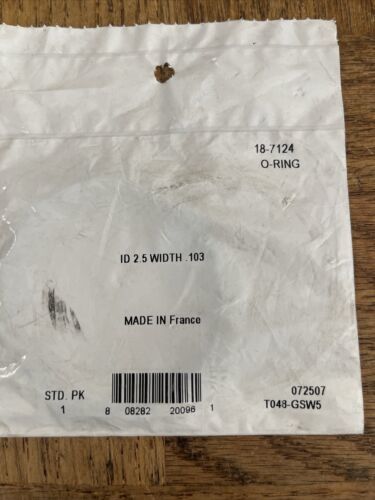 18-7124
O-RING
ID 2.5 WIDTH .103
MADE IN France
STD. PK
1
8 08282 20096 1
072507
T048-GSW5